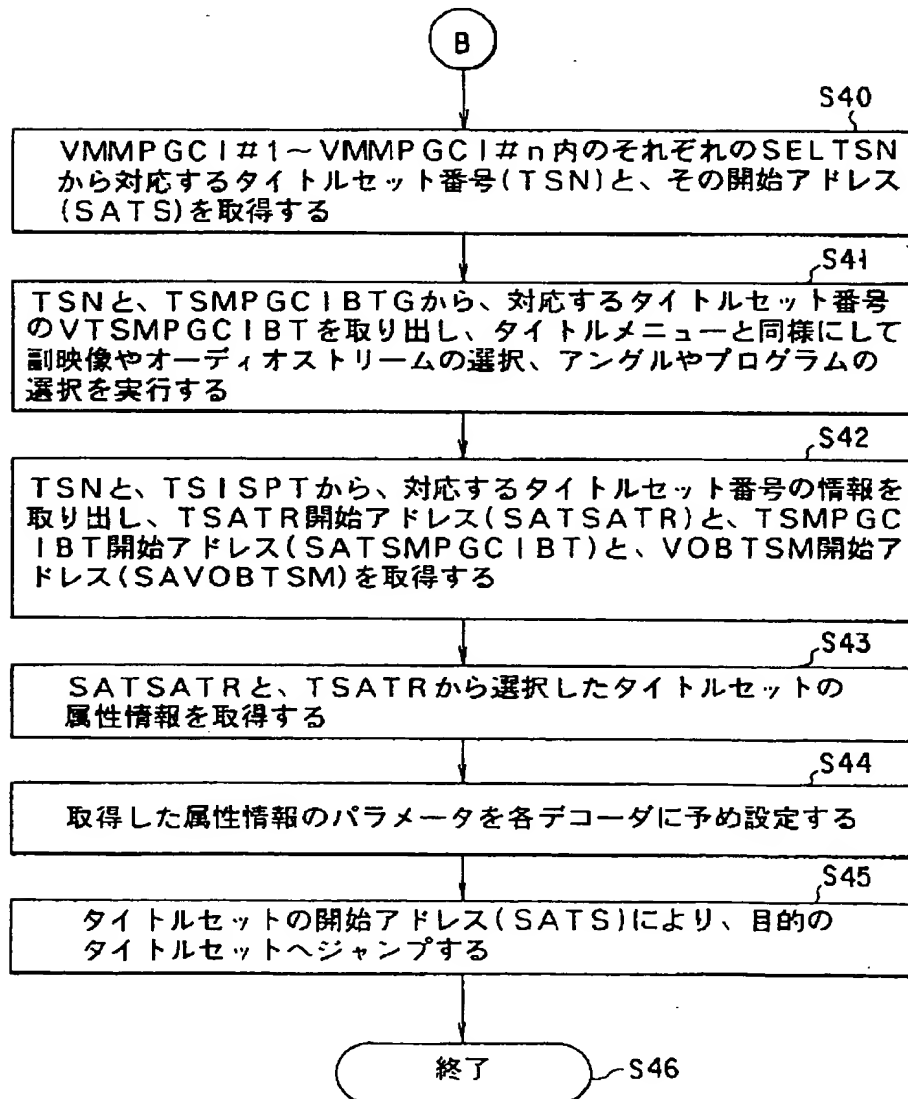 B
S40
VMMPGCI#1～VMMPGCI#n内のそれぞれのSELTSN
から対応するタイトルセット番号(TSN)と、その開始アドレス
(SATS)を取得する
S41
TSNと、TSMPGCIBTGから、対応するタイトルセット番号
のVTSMPGCIBTを取り出し、タイトルメニューと同様にして
副映像やオーディオストリームの選択、アングルやプログラムの
選択を実行する
S42
TSNと、TSISPTから、対応するタイトルセット番号の情報を
取り出し、TSATR開始アドレス(SATSATR)と、TSMPGC
IBT開始アドレス(SATSMPGCIBT)と、VOBTSM開始ア
ドレス(SAVOBTSM)を取得する
S43
SATSATRと、TSATRから選択したタイトルセットの
属性情報を取得する
S44
取得した属性情報のパラメータを各デコーダに予め設定する
S45
タイトルセットの開始アドレス(SATS)により、目的の
タイトルセットへジャンプする
終了
S46